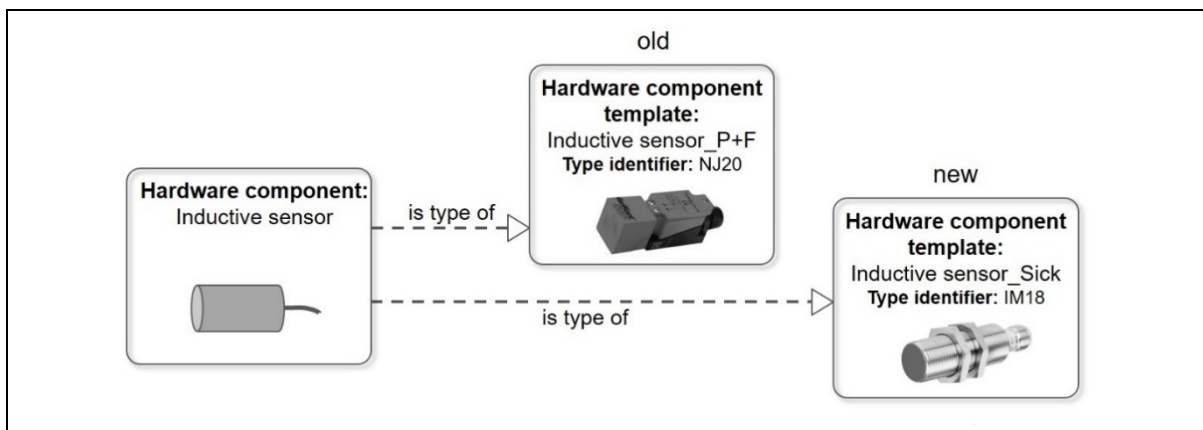 old
Hardware component
template:
Inductive sensor_P+F
Type identifier: NJ20
new
Hardware component:
Inductive sensor
is type of
Hardware component
template:
Inductive sensor_Sick
Type identifier: IM18
is type of